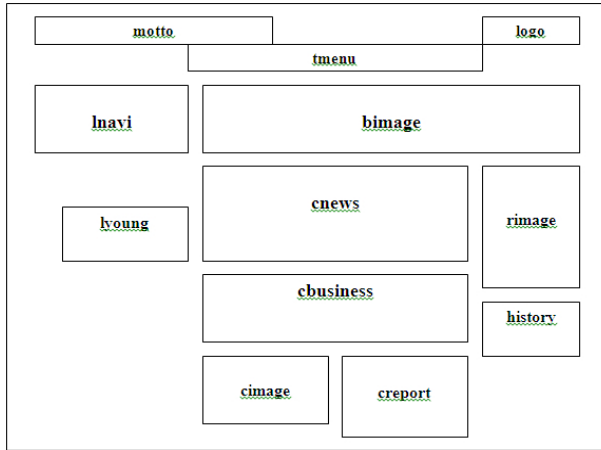 motto
logo
tmenu
lnavi
bimage
cnews
lyoung
rimage
cbusiness
history
cimage
creport